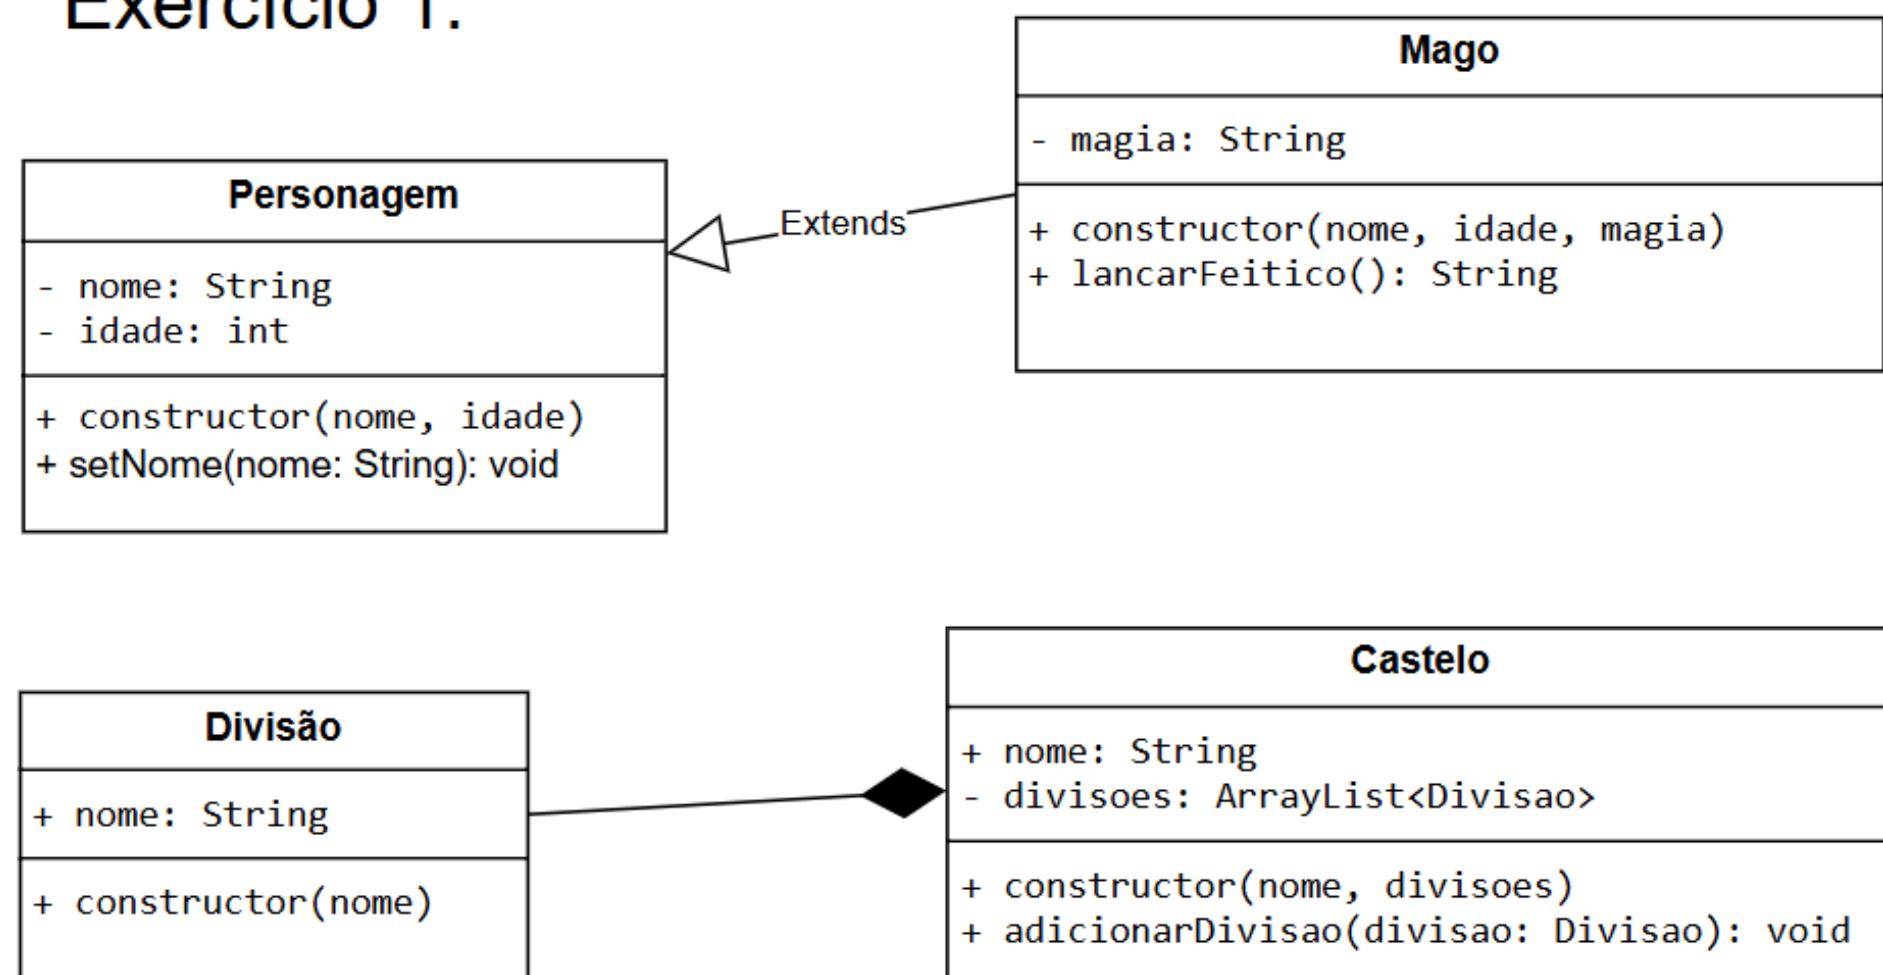 Exercício 1.
Mago
- magia: String
+ constructor(nome, idade, magia)
+ lancarFeitico(): String
Extends
Personagem
- nome: String
- idade: int
+ constructor(nome, idade)
+ setNome(nome: String): void
Divisão
+ nome: String
+ constructor(nome)
Castelo
+ nome: String
- divisoes: ArrayList<Divisao>
+ constructor(nome, divisoes)
+ adicionarDivisao(divisao: Divisao): void